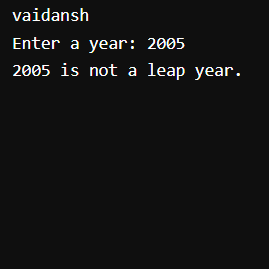 vaidansh
Enter a year: 2005
2005 is not a leap year.